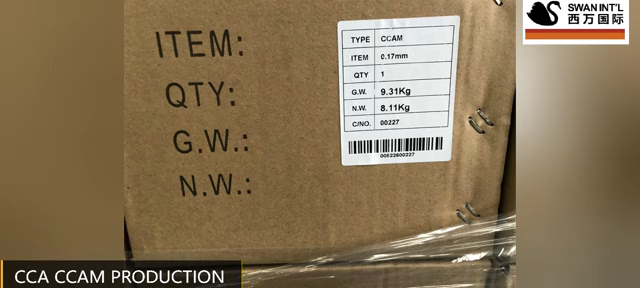 SWAN INT'L
西万国际
ITEM:
QTY:
G.W.:
N.W.:
TYPE CCAM
ITEM 0.17mm
QTY 1
G.W. 9.31Kg
N.W. 8.11Kg
C/NO. 00227
00622600227
CCA CCAM PRODUCTION